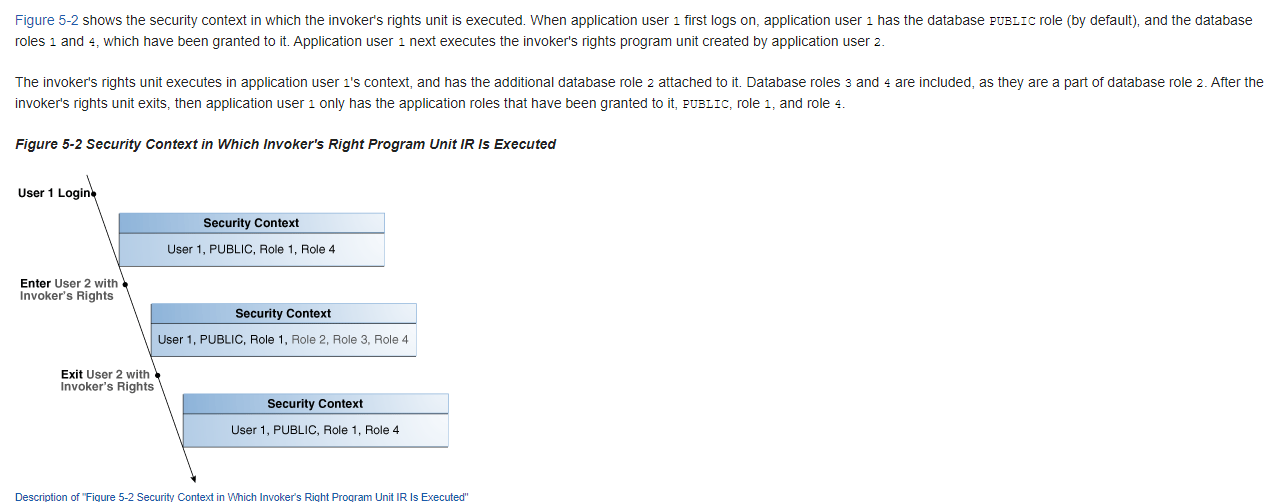 Figure 5-2 shows the security context in which the invoker's rights unit is executed. When application user 1 first logs on, application user 1 has the database PUBLIC role (by default), and the database
roles 1 and 4, which have been granted to it. Application user 1 next executes the invoker's rights program unit created by application user 2.
The invoker's rights unit executes in application user 1's context, and has the additional database role 2 attached to it. Database roles 3 and 4 are included, as they are a part of database role 2. After the
invoker's rights unit exits, then application user 1 only has the application roles that have been granted to it, PUBLIC, role 1, and role 4.
Figure 5-2 Security Context in Which Invoker's Right Program Unit IR Is Executed
User 1 Login
Security Context
User 1, PUBLIC, Role 1, Role 4
Enter User 2 with
Invoker's Rights
Security Context
User 1, PUBLIC, Role 1, Role 2, Role 3, Role 4
Exit User 2 with
Invoker's Rights
Security Context
User 1, PUBLIC, Role 1, Role 4
Description of "Figure 5-2 Security Context in Which Invoker's Right Program Unit IR Is Executed"